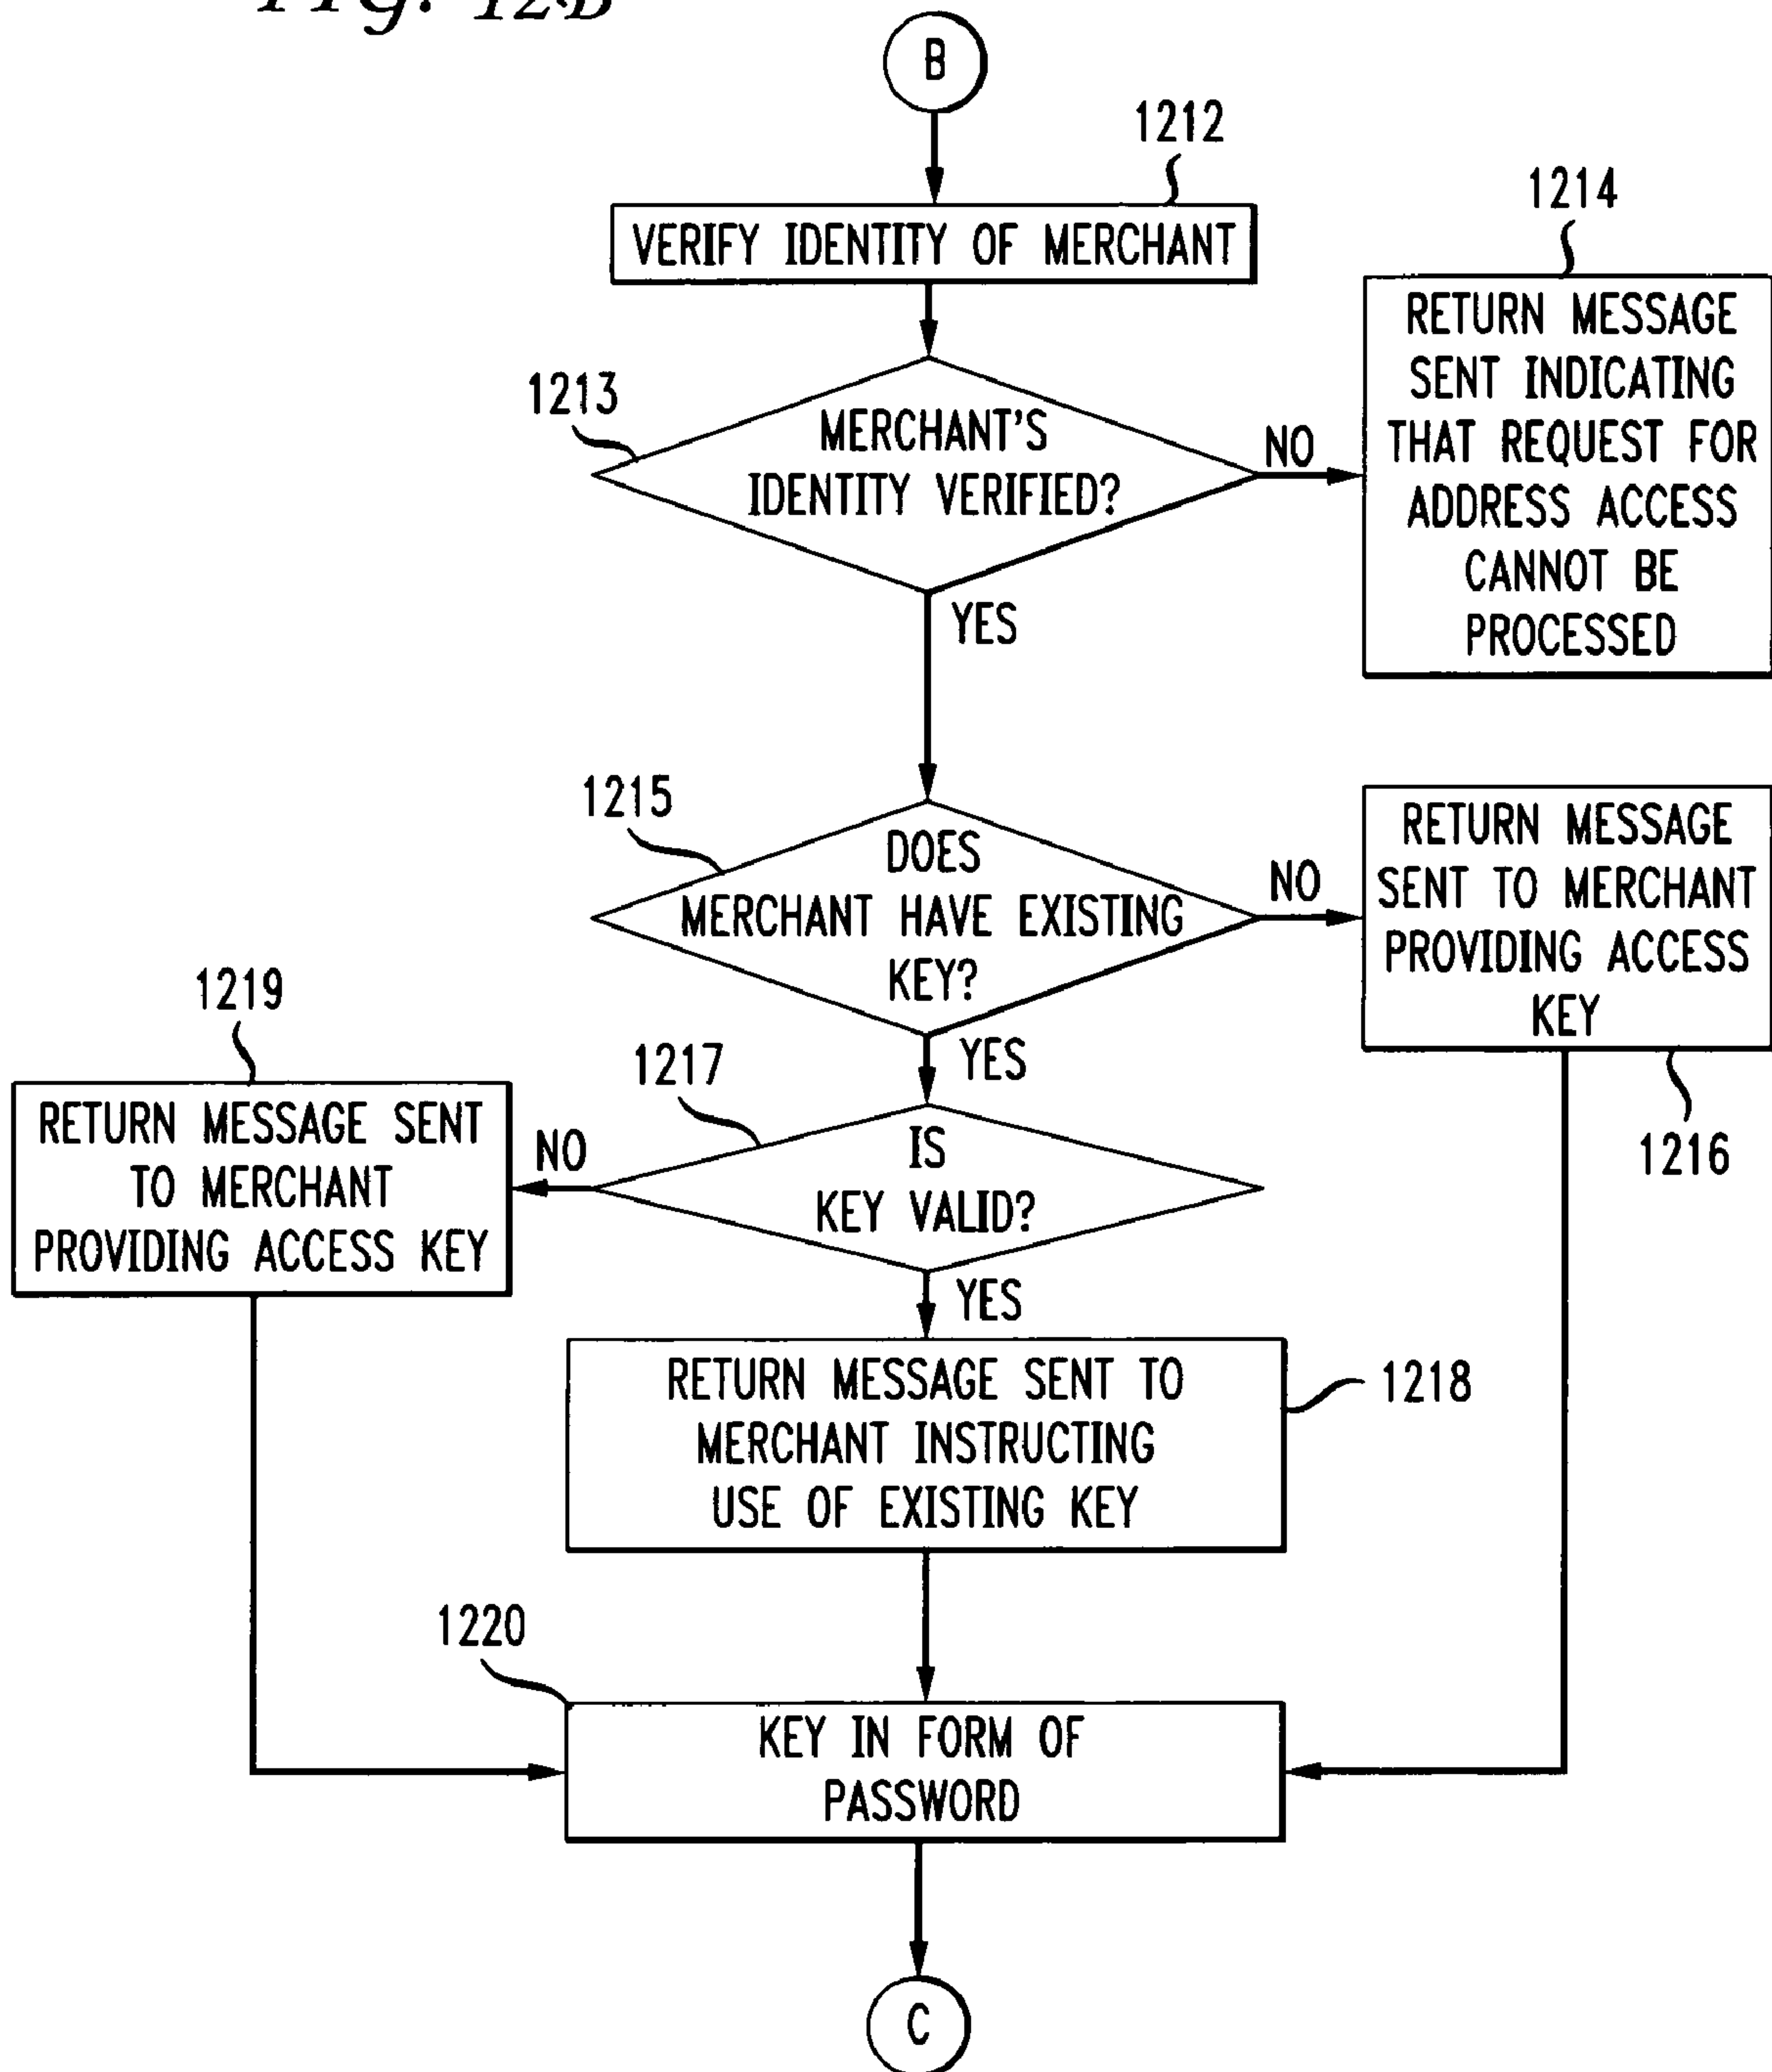 FIG. 12B
B
1212
VERIFY IDENTITY OF MERCHANT
1214
RETURN MESSAGE
SENT INDICATING
THAT REQUEST FOR
ADDRESS ACCESS
CANNOT BE
PROCESSED
1213
MERCHANT'S
IDENTITY VERIFIED?
NO
YES
1215
DOES
MERCHANT HAVE EXISTING
KEY?
NO
RETURN MESSAGE
SENT TO MERCHANT
PROVIDING ACCESS
KEY
1216
YES
1219
RETURN MESSAGE SENT
TO MERCHANT
PROVIDING ACCESS KEY
NO
1217
IS
KEY VALID?
YES
RETURN MESSAGE SENT TO
MERCHANT INSTRUCTING
USE OF EXISTING KEY
1218
1220
KEY IN FORM OF
PASSWORD
C